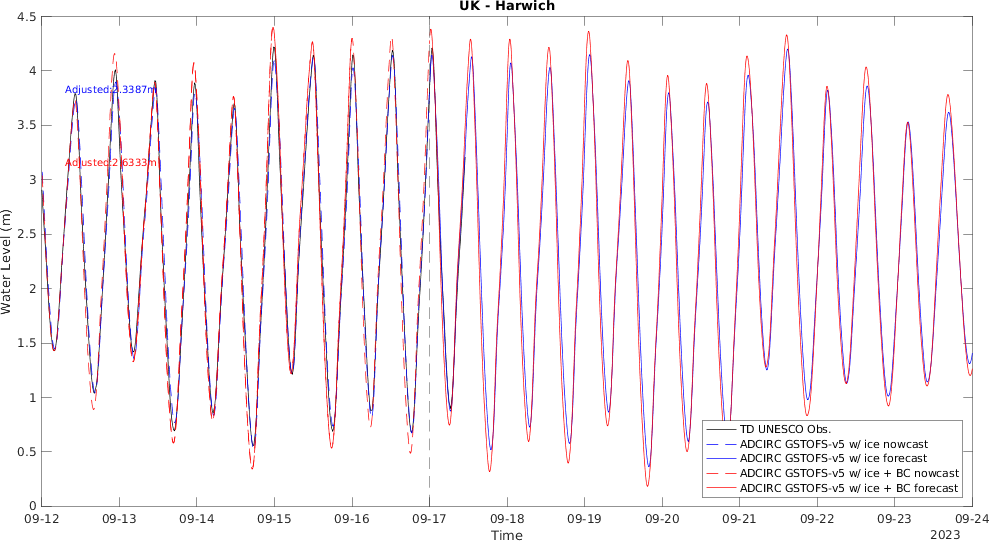 UK - Harwich
4.5
4
3.5
3
2.5
2
1.5
1
0.5
0
Water Level (m)
Adjusted:2.3387m
Adjusted:2.6333m
TD UNESCO Obs.
ADCIRC GSTOFS-v5 w/ ice nowcast
ADCIRC GSTOFS-v5 w/ ice forecast
ADCIRC GSTOFS-v5 w/ ice + BC nowcast
ADCIRC GSTOFS-v5 w/ ice + BC forecast
09-12 09-13 09-14 09-15 09-16 09-17 09-18 09-19 09-20 09-21 09-22 09-23 09-24
Time
2023